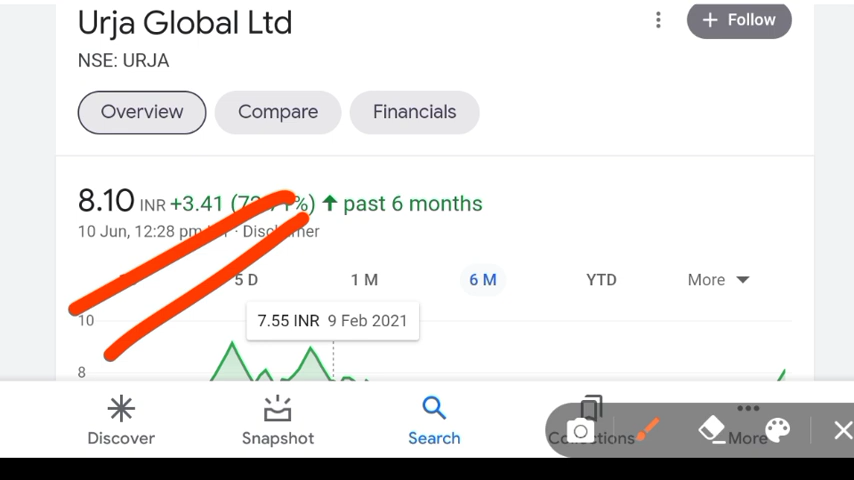 Urja Global Ltd
+ Follow
NSE: URJA
Overview Compare Financials
8.10 INR +3.41 past 6 months
10 Jun, 12:28 pm
5 D 1 M 6 M YTD More
7.55 INR 9 Feb 2021
10
8
Discover Snapshot Search Collections More